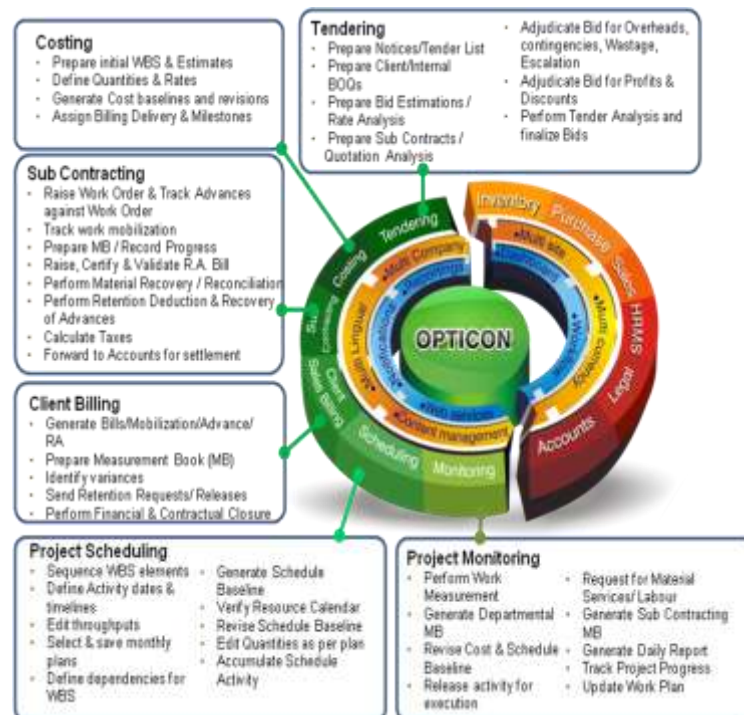 Costing
• Prepare initial WBS & Estimates
• Define Quantities & Rates
• Generate Cost baselines and revisions
• Assign Billing Delivery & Milestones
Tendering
• Prepare Notices/Tender List
• Prepare Client/Internal
BOQs
• Prepare Bid Estimations /
Rate Analysis
• Prepare Sub Contracts /
Quotation Analysis
• Adjudicate Bid for Overheads,
contingencies, Wastage,
Escalation
• Adjudicate Bid for Profits &
Discounts
• Perform Tender Analysis and
finalize Bids
Sub Contracting
• Raise Work Order & Track Advances
against Work Order
• Track work mobilization
• Prepare MB / Record Progress
• Raise, Certify & Validate R.A. Bill
• Perform Material Recovery / Reconciliation
• Perform Retention Deduction & Recovery
of Advances
• Calculate Taxes
• Forward to Accounts for settlement
Client Billing
• Generate Bills/Mobilization/Advance/
RA
• Prepare Measurement Book (MB)
• Identify variances
• Send Retention Requests/ Releases
• Perform Financial & Contractual Closure
Tendering
Costing
Sub
Contracting
Client
Sales Billing
Scheduling
Monitoring
Inventory
Purchase
Sales
HRMS
Legal
Accounts
•Multi Company
•Multi Lingual
•Content management
•Multi site
•Multi currency
•Notifications
•Web services
•Dashboard
•Workflow
OPTICON
Project Scheduling
• Sequence WBS elements
• Define Activity dates &
timelines
• Edit throughputs
• Select & save monthly
plans
• Define dependencies for
WBS
• Generate Schedule
Baseline
• Verify Resource Calendar
• Revise Schedule Baseline
• Edit Quantities as per plan
• Accumulate Schedule
Activity
Project Monitoring
• Perform Work
Measurement
• Generate Departmental
MB
• Revise Cost & Schedule
Baseline
• Release activity for
execution
• Request for Material
Services/ Labour
• Generate Sub Contracting
MB
• Generate Daily Report
• Track Project Progress
• Update Work Plan